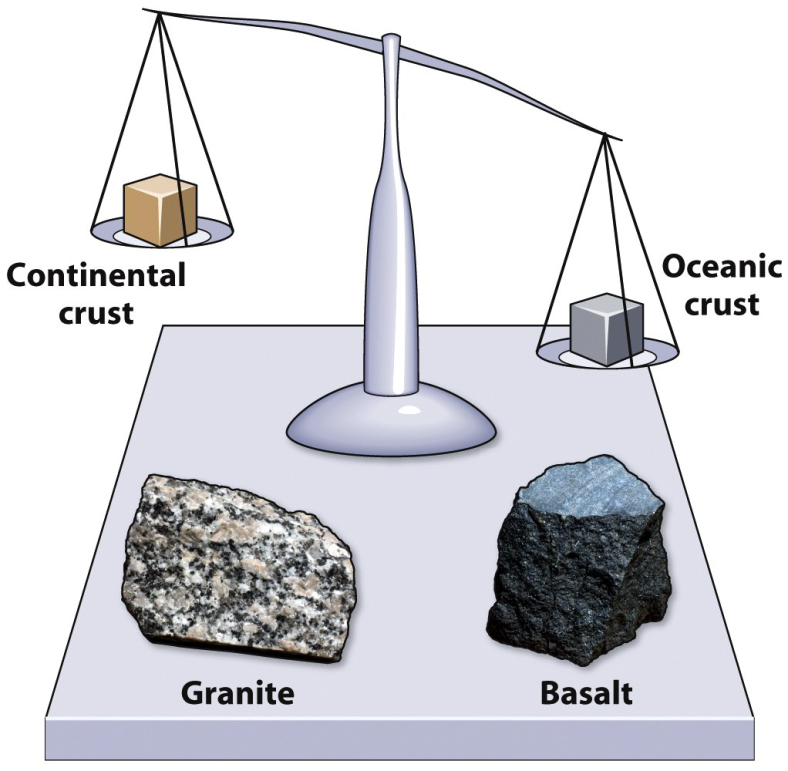 Continental
crust
Oceanic
crust
Granite
Basalt